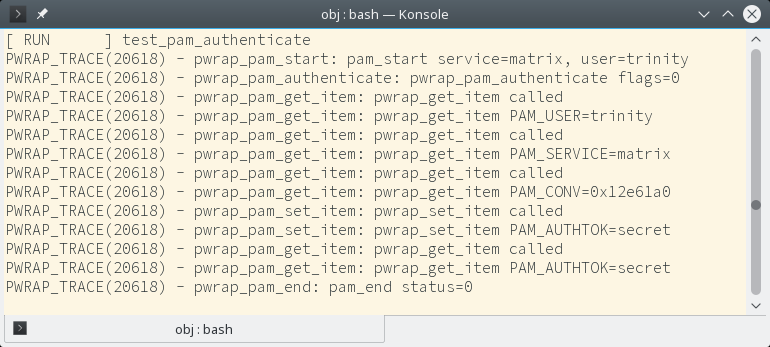 obj : bash — Konsole
[ RUN      ] test_pam_authenticate
PWRAP_TRACE(20618) - pwrap_pam_start: pam_start service=matrix, user=trinity
PWRAP_TRACE(20618) - pwrap_pam_authenticate: pwrap_pam_authenticate flags=0
PWRAP_TRACE(20618) - pwrap_pam_get_item: pwrap_get_item called
PWRAP_TRACE(20618) - pwrap_pam_get_item: pwrap_get_item PAM_USER=trinity
PWRAP_TRACE(20618) - pwrap_pam_get_item: pwrap_get_item called
PWRAP_TRACE(20618) - pwrap_pam_get_item: pwrap_get_item PAM_SERVICE=matrix
PWRAP_TRACE(20618) - pwrap_pam_get_item: pwrap_get_item called
PWRAP_TRACE(20618) - pwrap_pam_get_item: pwrap_get_item PAM_CONV=0x12e61a0
PWRAP_TRACE(20618) - pwrap_pam_set_item: pwrap_set_item called
PWRAP_TRACE(20618) - pwrap_pam_set_item: pwrap_set_item PAM_AUTHTOK=secret
PWRAP_TRACE(20618) - pwrap_pam_get_item: pwrap_get_item called
PWRAP_TRACE(20618) - pwrap_pam_get_item: pwrap_get_item PAM_AUTHTOK=secret
PWRAP_TRACE(20618) - pwrap_pam_end: pam_end status=0
obj : bash